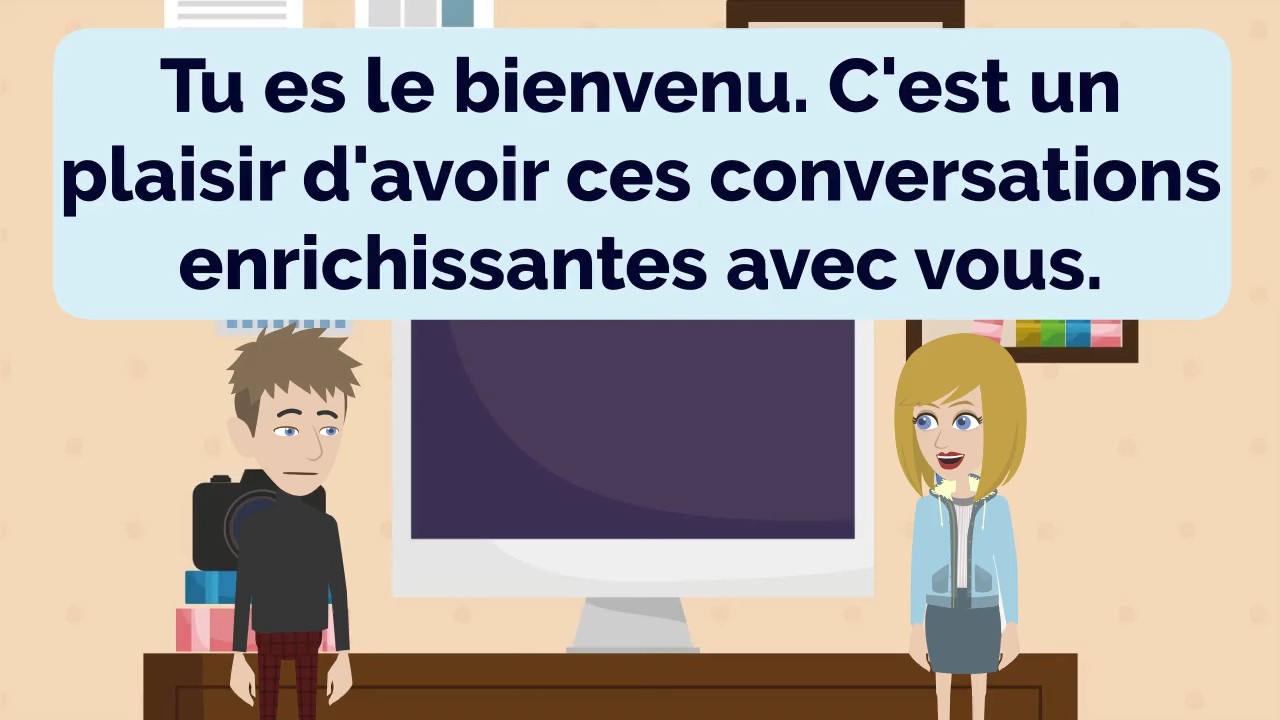 Tu es le bienvenu. C'est un
plaisir d'avoir ces conversations
enrichissantes avec vous.